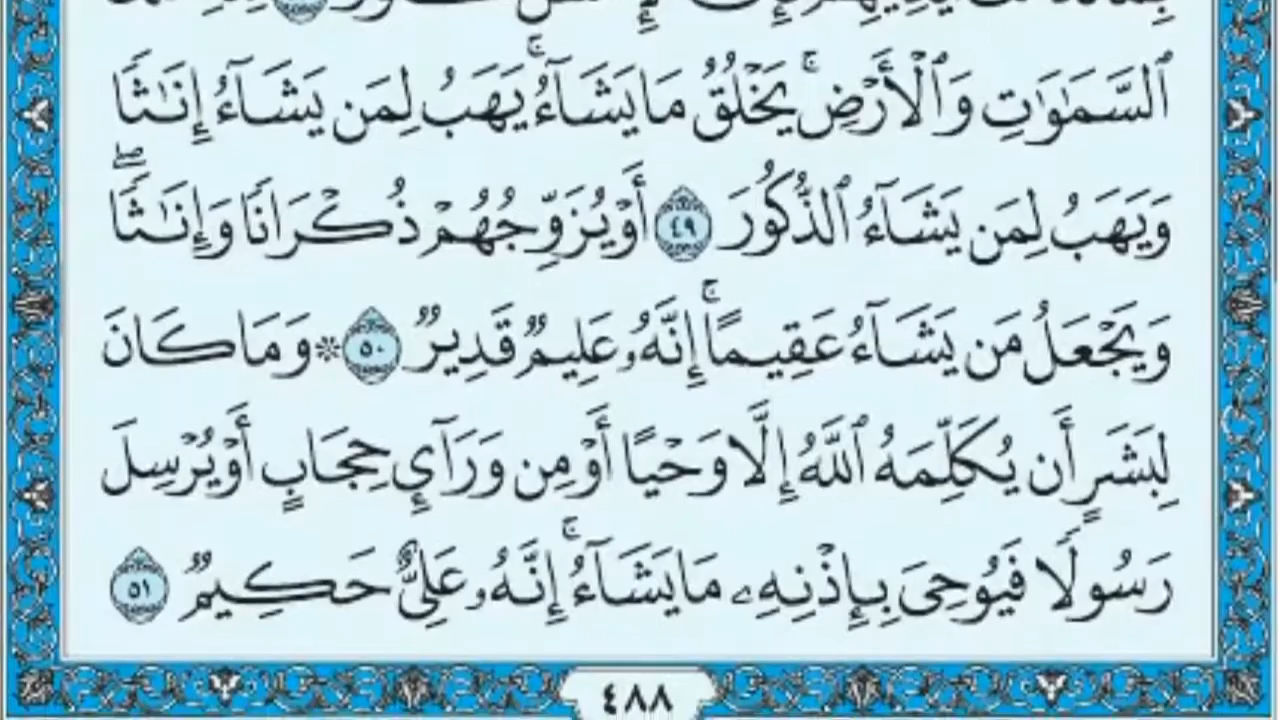 ٱلسَّمَـٰوَٰتِ وَٱلْأَرْضِ ۚ يَخْلُقُ مَا يَشَآءُ ۚ يَهَبُ لِمَن يَشَآءُ إِنَـٰثًا
وَيَهَبُ لِمَن يَشَآءُ ٱلذُّكُورَ ٤٩ أَوْ يُزَوِّجُهُمْ ذُكْرَانًا وَإِنَـٰثًا ۖ
وَيَجْعَلُ مَن يَشَآءُ عَقِيمًا ۚ إِنَّهُۥ عَلِيمٌ قَدِيرٌ ٥٠ ۞ وَمَا كَانَ
لِبَشَرٍ أَن يُكَلِّمَهُ ٱللَّهُ إِلَّا وَحْيًا أَوْ مِن وَرَآئِ حِجَابٍ أَوْ يُرْسِلَ
رَسُولًا فَيُوحِىَ بِإِذْنِهِۦ مَا يَشَآءُ ۚ إِنَّهُۥ عَلِىٌّ حَكِيمٌ ٥١
٤٨٨